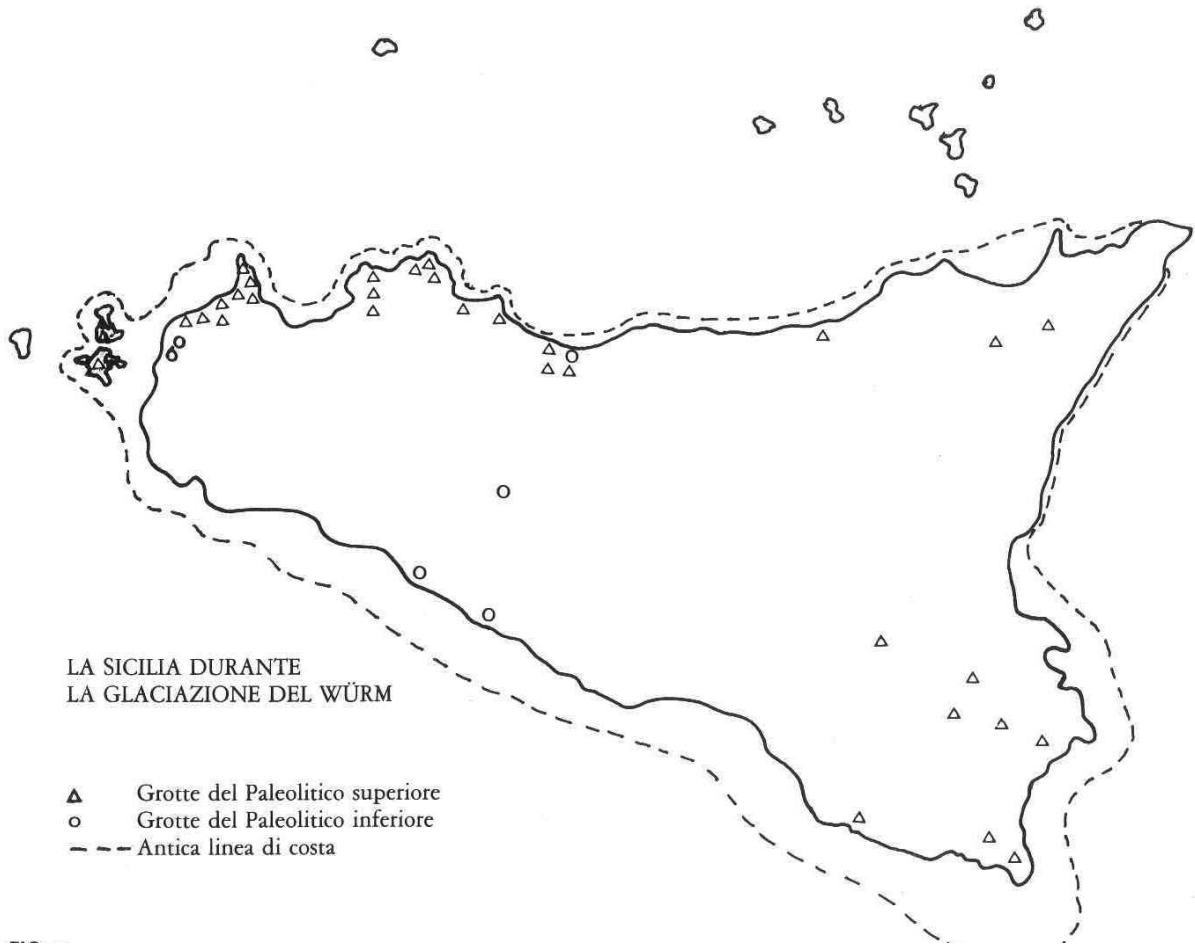 LA SICILIA DURANTE
LA GLACIAZIONE DEL WÜRM
Grotte del Paleolitico superiore
Grotte del Paleolitico inferiore
Antica linea di costa